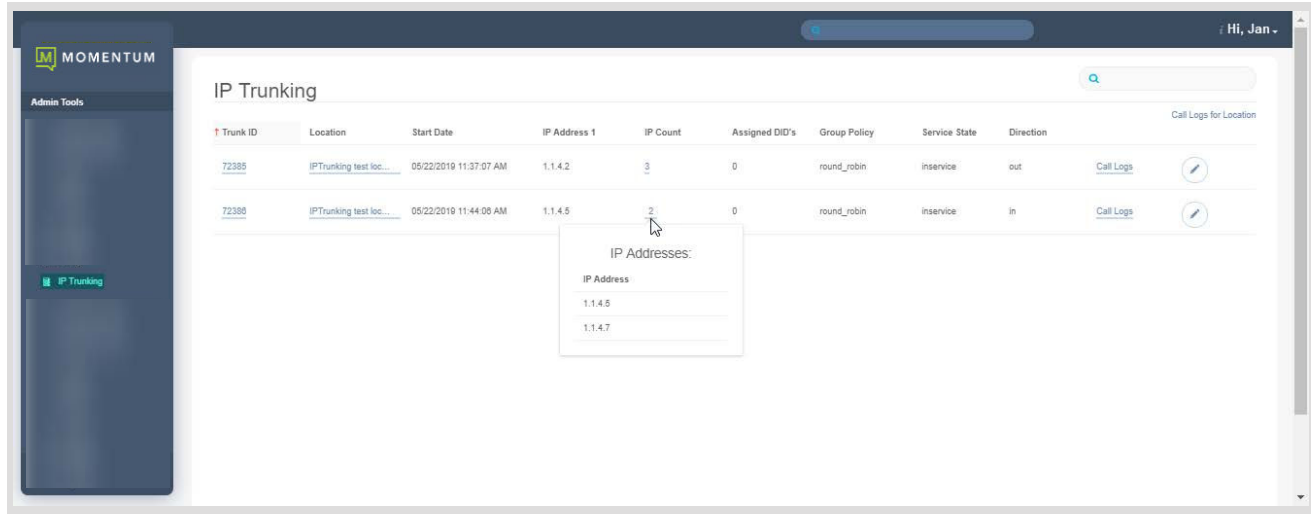 Hi, Jan
M MOMENTUM
Admin Tools
IP Trunking
IP Trunking
Call Logs for Location
↑ Trunk ID Location Start Date IP Address 1 IP Count Assigned DID's Group Policy Service State Direction
72385 IPTrunking test loc... 05/22/2019 11:37:07 AM 1.1.4.2 3 0 round_robin inservice out Call Logs
72386 IPTrunking test loc... 05/22/2019 11:44:06 AM 1.1.4.5 2 0 round_robin inservice in Call Logs
IP Addresses:
IP Address
1.1.4.5
1.1.4.7